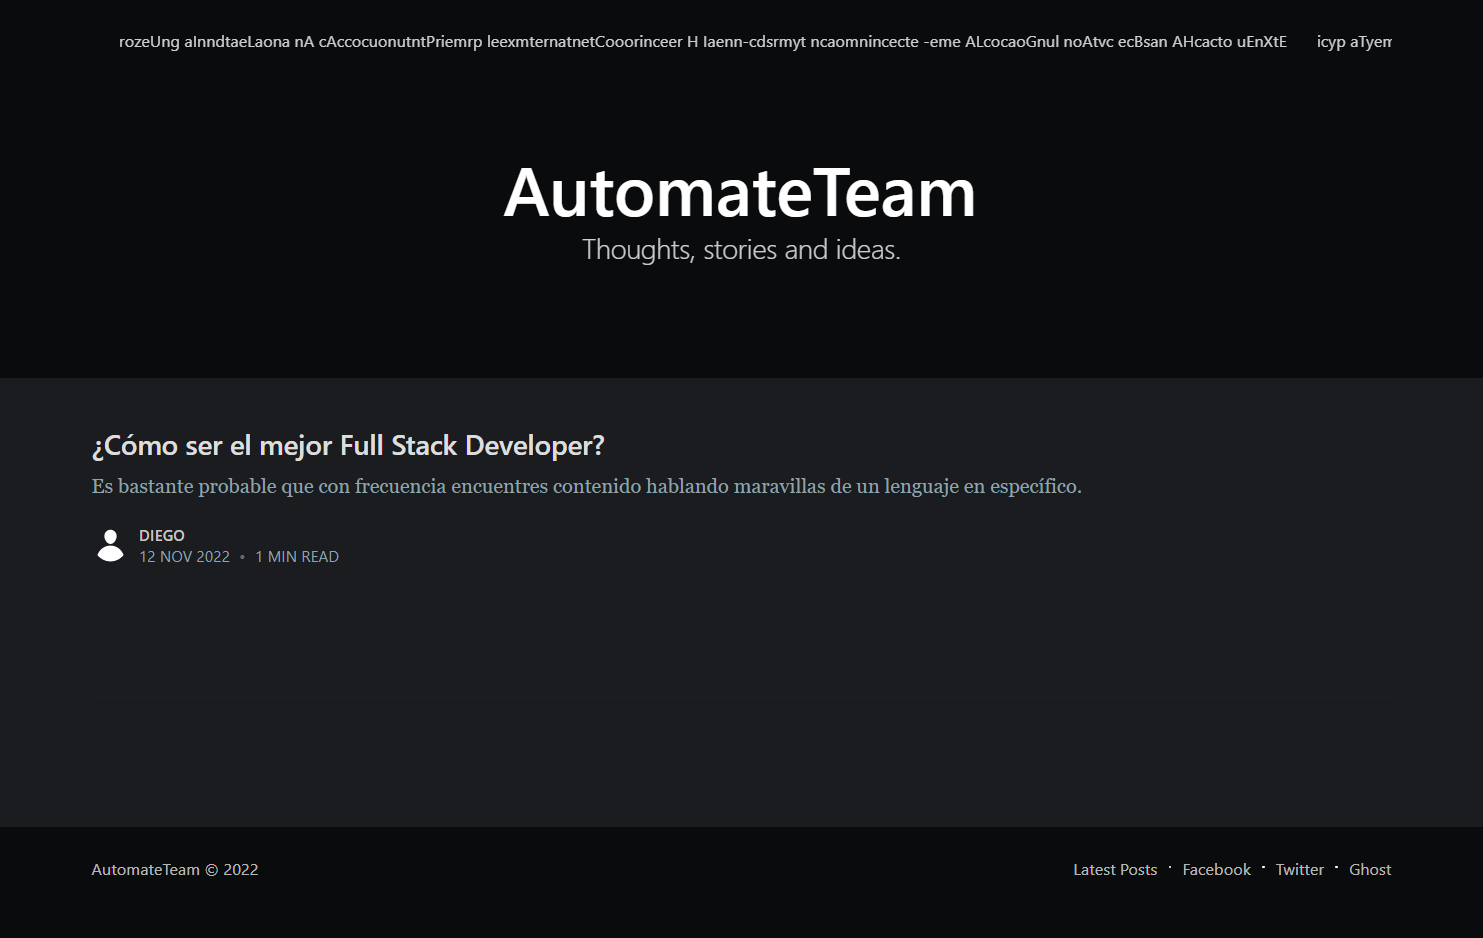 rozeUng aInndtaeLaona nA cAccocuonutntPriemrp leexmternatnetCooorinceer H Iaenn-cdsrmyt ncaomnincecte -eme ALcocaoGnul noAtvc ecBsan AHcacto uEnXtE icyp aTyem
AutomateTeam
Thoughts, stories and ideas.
¿Cómo ser el mejor Full Stack Developer?
Es bastante probable que con frecuencia encuentres contenido hablando maravillas de un lenguaje en específico.
DIEGO
12 NOV 2022 • 1 MIN READ
AutomateTeam © 2022
Latest Posts · Facebook · Twitter · Ghost